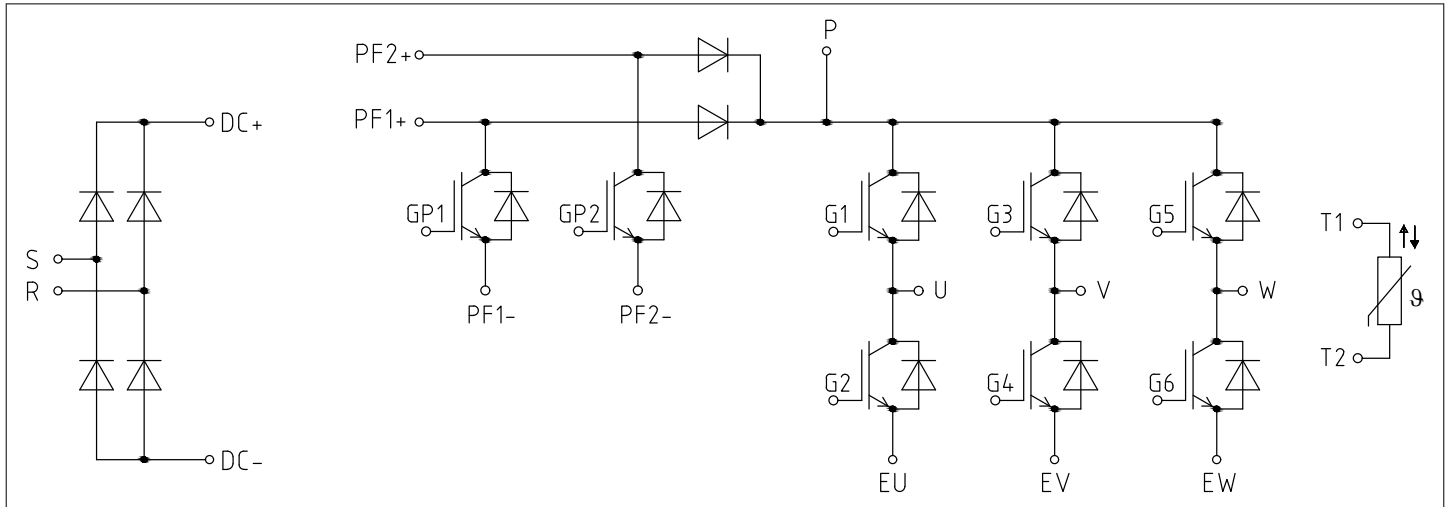 P
PF2+
PF1+
DC+
GP1
GP2
G1
G3
G5
T1
S
R
U
V
W
ϑ
PF1-
PF2-
T2
G2
G4
G6
DC-
EU
EV
EW